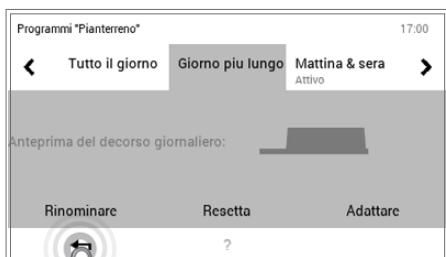 Programmi "Pianterreno" 17:00
Tutto il giorno Giorno piu lungo Mattina & sera
Attivo
Anteprima del decorso giornaliero:
Rinominare Resetta Adattare
?